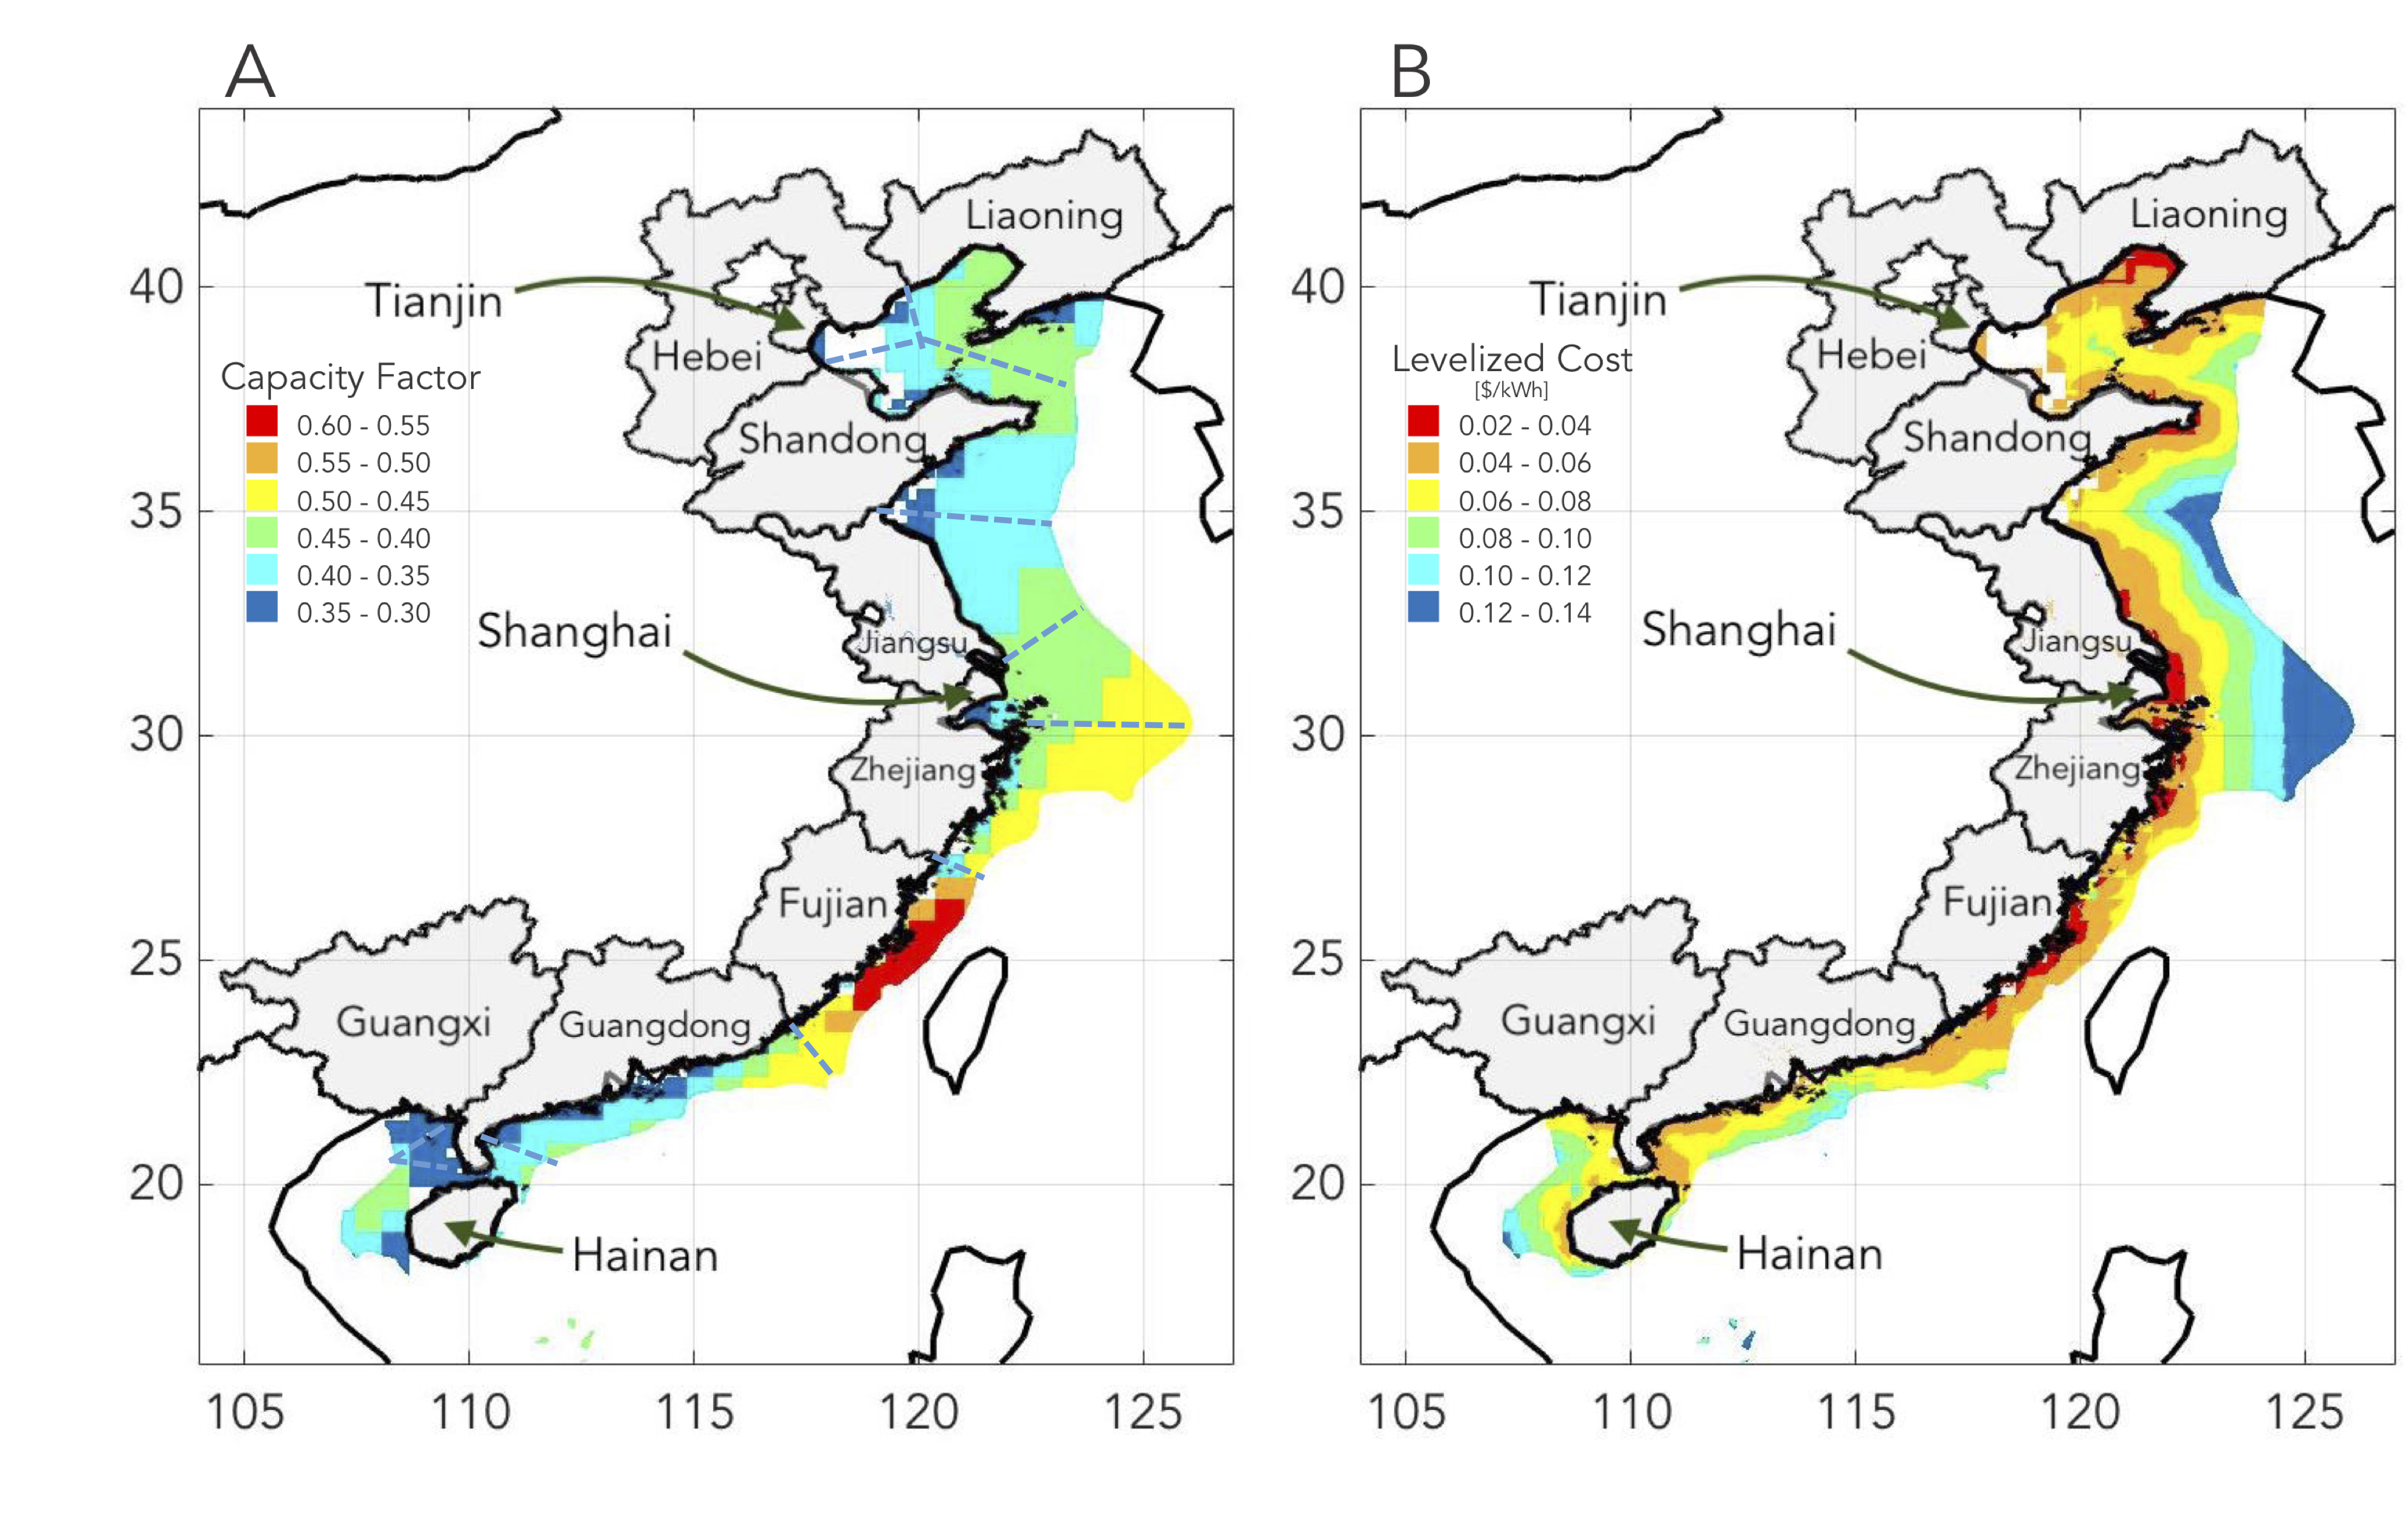 A
Liaoning
40
Tianjin
Hebei
Capacity Factor
0.60 - 0.55
0.55 - 0.50
0.50 - 0.45
0.45 - 0.40
0.40 - 0.35
0.35 - 0.30
Shandong
35
Shanghai
Jiangsu
30
Zhejiang
Fujian
25
Guangxi
Guangdong
20
Hainan
105
110
115
120
125
B
Liaoning
40
Tianjin
Hebei
Levelized Cost
[$/kWh]
0.02 - 0.04
0.04 - 0.06
0.06 - 0.08
0.08 - 0.10
0.10 - 0.12
0.12 - 0.14
Shandong
35
Shanghai
Jiangsu
30
Zhejiang
Fujian
25
Guangxi
Guangdong
20
Hainan
105
110
115
120
125